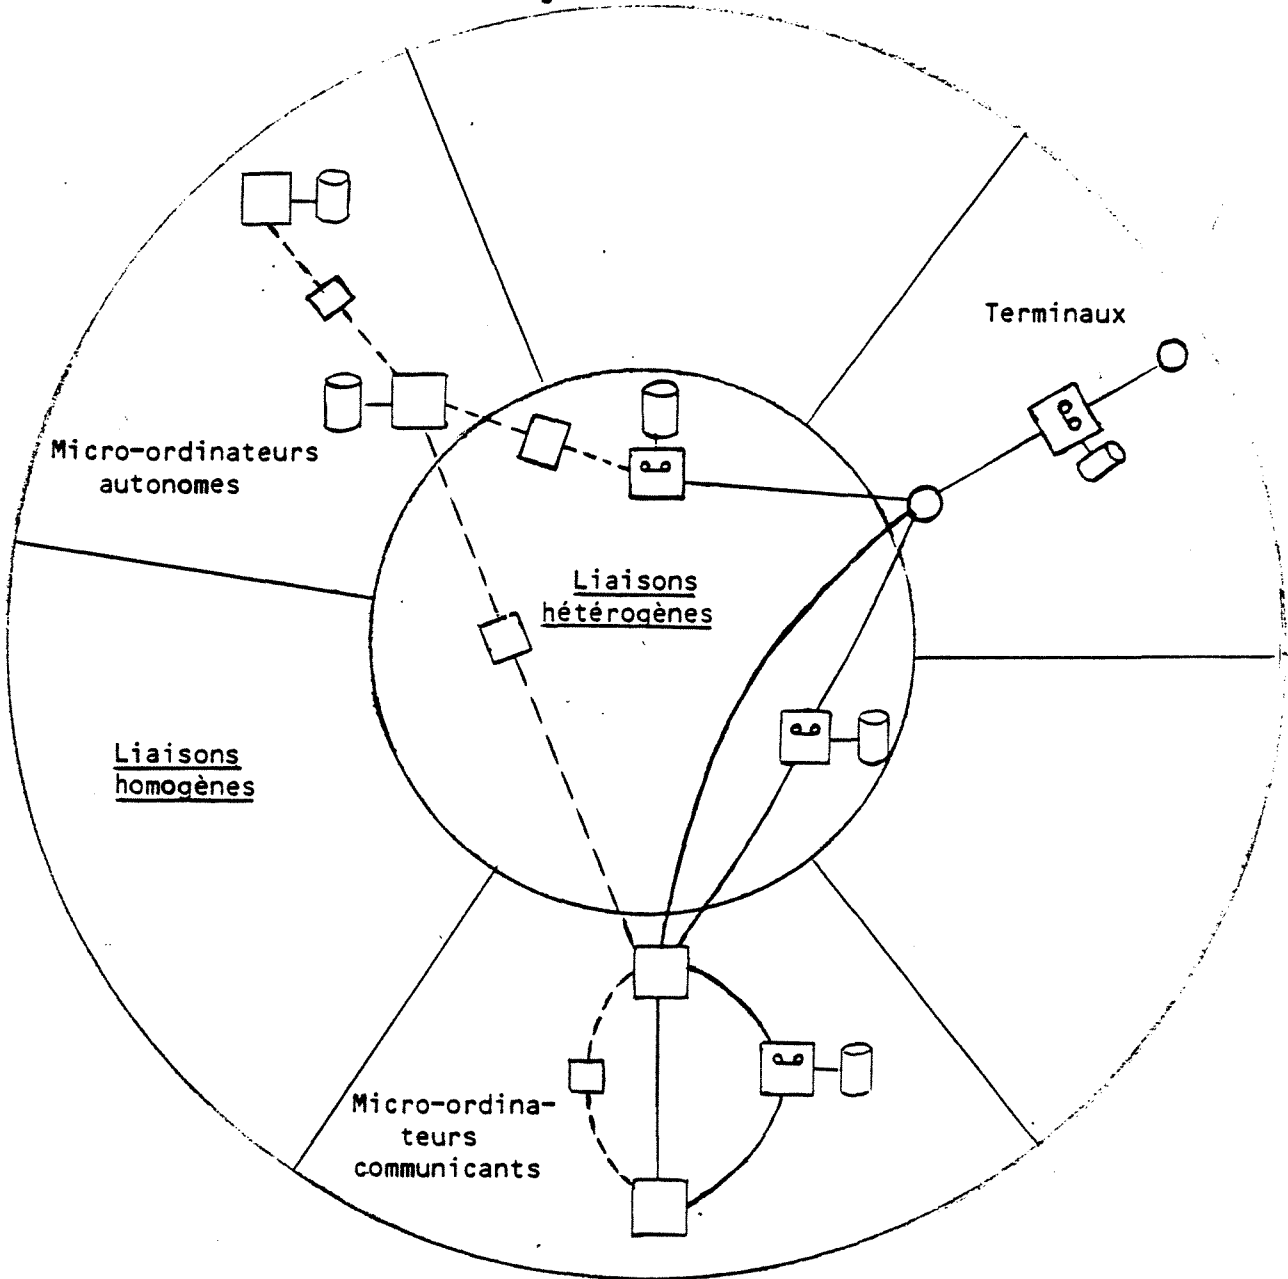 Terminaux
Micro-ordinateurs
autonomes
Liaisons
hétérogènes
Liaisons
homogènes
Micro-ordina-
teurs
communicants